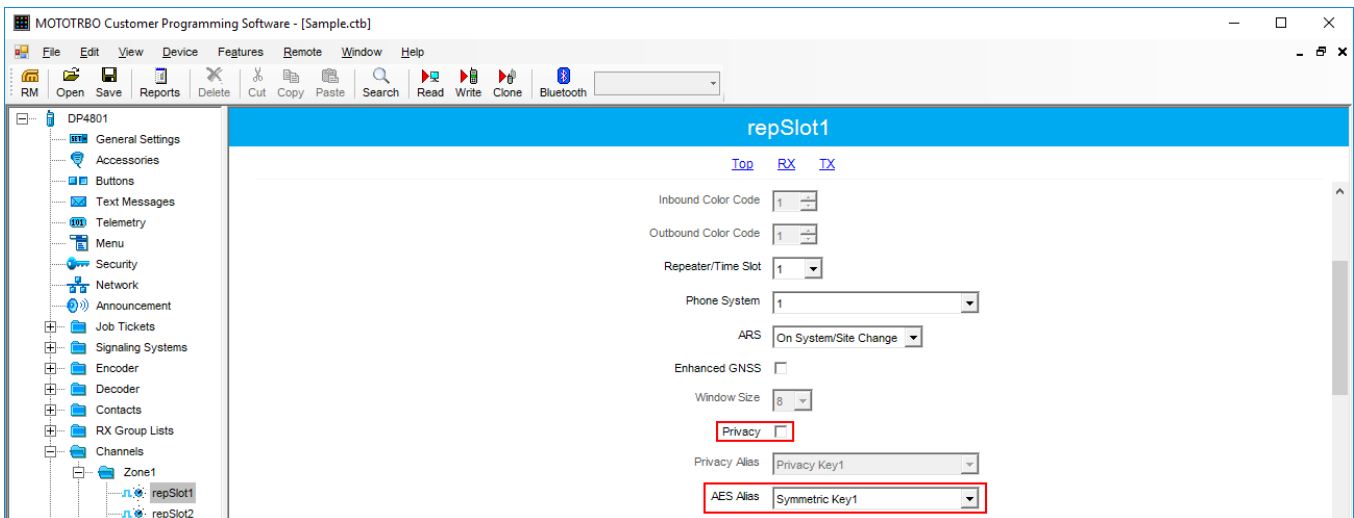 MOTOTRBO Customer Programming Software - [Sample.ctb]
File Edit View Device Features Remote Window Help
RM Open Save Reports Delete Cut Copy Paste Search Read Write Clone Bluetooth
DP4801
SET
General Settings
Accessories
Buttons
Text Messages
101 Telemetry
Menu
Security
Network
Announcement
Job Tickets
Signaling Systems
Encoder
Decoder
Contacts
RX Group Lists
Channels
Zone1
repSlot1
repSlot2
repSlot1
Top RX TX
Inbound Color Code 1
Outbound Color Code 1
Repeater/Time Slot 1
Phone System 1
ARS On System/Site Change
Enhanced GNSS
Window Size 8
Privacy
Privacy Alias Privacy Key1
AES Alias Symmetric Key1